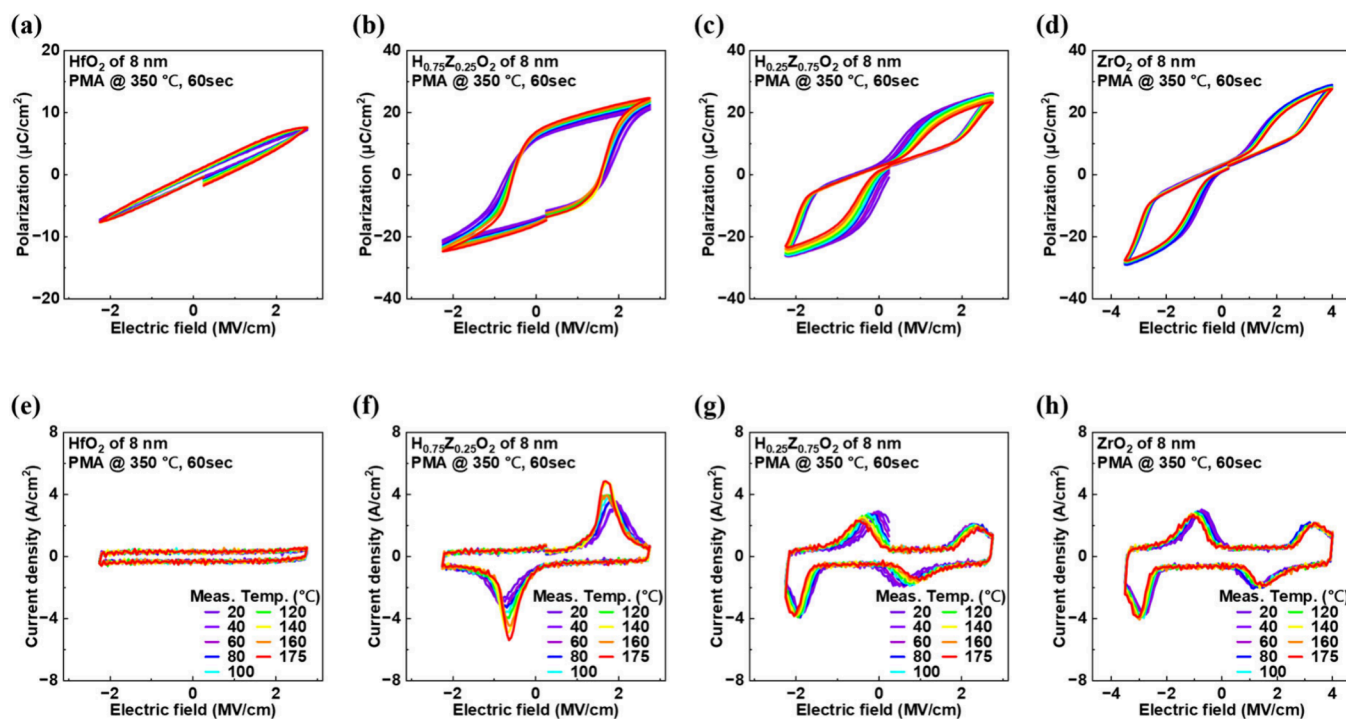 (a)
HfO₂ of 8 nm
PMA @ 350 ℃, 60sec
20
10
0
−10
−20
−2 0 2
Polarization (μC/cm²)
Electric field (MV/cm)
(b)
H₀.₇₅Z₀.₂₅O₂ of 8 nm
PMA @ 350 ℃, 60sec
40
20
0
−20
−40
−2 0 2
Polarization (μC/cm²)
Electric field (MV/cm)
(c)
H₀.₂₅Z₀.₇₅O₂ of 8 nm
PMA @ 350 ℃, 60sec
40
20
0
−20
−40
−2 0 2
Polarization (μC/cm²)
Electric field (MV/cm)
(d)
ZrO₂ of 8 nm
PMA @ 350 ℃, 60sec
40
20
0
−20
−40
−4 −2 0 2 4
Polarization (μC/cm²)
Electric field (MV/cm)
(e)
HfO₂ of 8 nm
PMA @ 350 ℃, 60sec
8
4
0
−4
−8
Meas. Temp. (°C)
20 120
40 140
60 160
80 175
100
−2 0 2
Current density (A/cm²)
Electric field (MV/cm)
(f)
H₀.₇₅Z₀.₂₅O₂ of 8 nm
PMA @ 350 ℃, 60sec
8
4
0
−4
−8
Meas. Temp. (°C)
20 120
40 140
60 160
80 175
100
−2 0 2
Current density (A/cm²)
Electric field (MV/cm)
(g)
H₀.₂₅Z₀.₇₅O₂ of 8 nm
PMA @ 350 ℃, 60sec
8
4
0
−4
−8
Meas. Temp. (°C)
20 120
40 140
60 160
80 175
100
−2 0 2
Current density (A/cm²)
Electric field (MV/cm)
(h)
ZrO₂ of 8 nm
PMA @ 350 ℃, 60sec
8
4
0
−4
−8
Meas. Temp. (°C)
20 120
40 140
60 160
80 175
100
−4 −2 0 2 4
Current density (A/cm²)
Electric field (MV/cm)